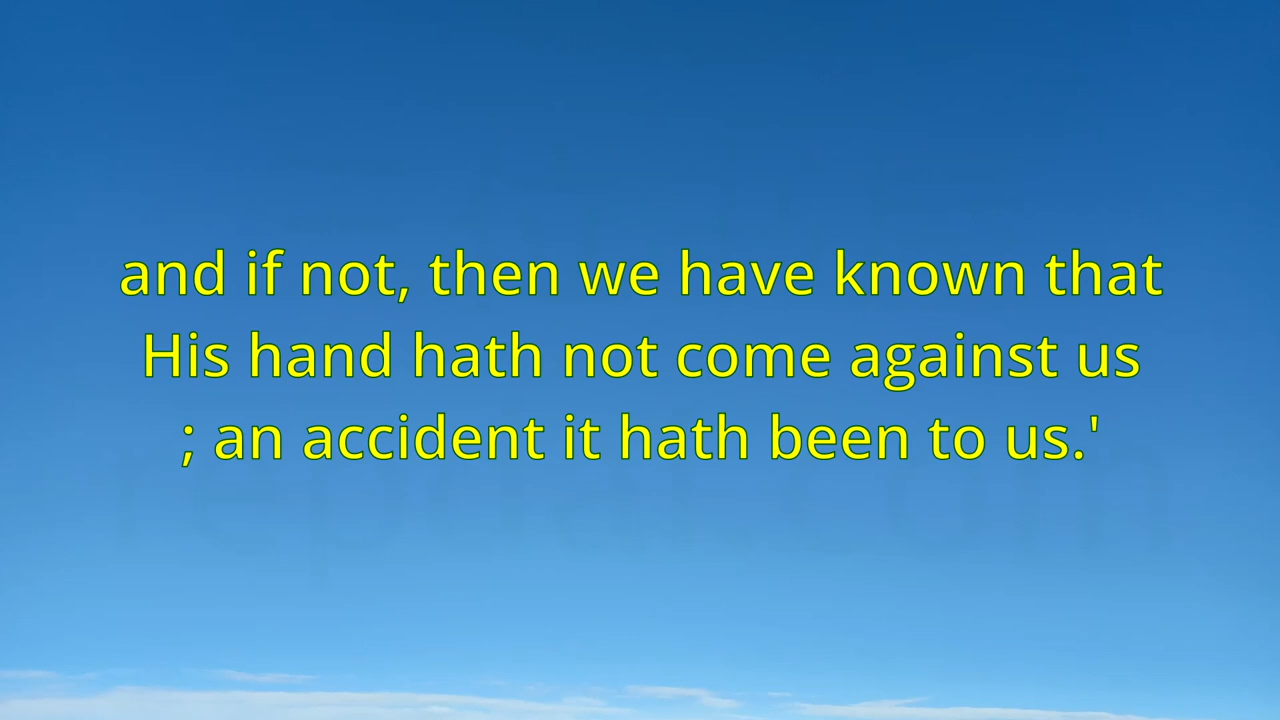 and if not, then we have known that
His hand hath not come against us
; an accident it hath been to us.'